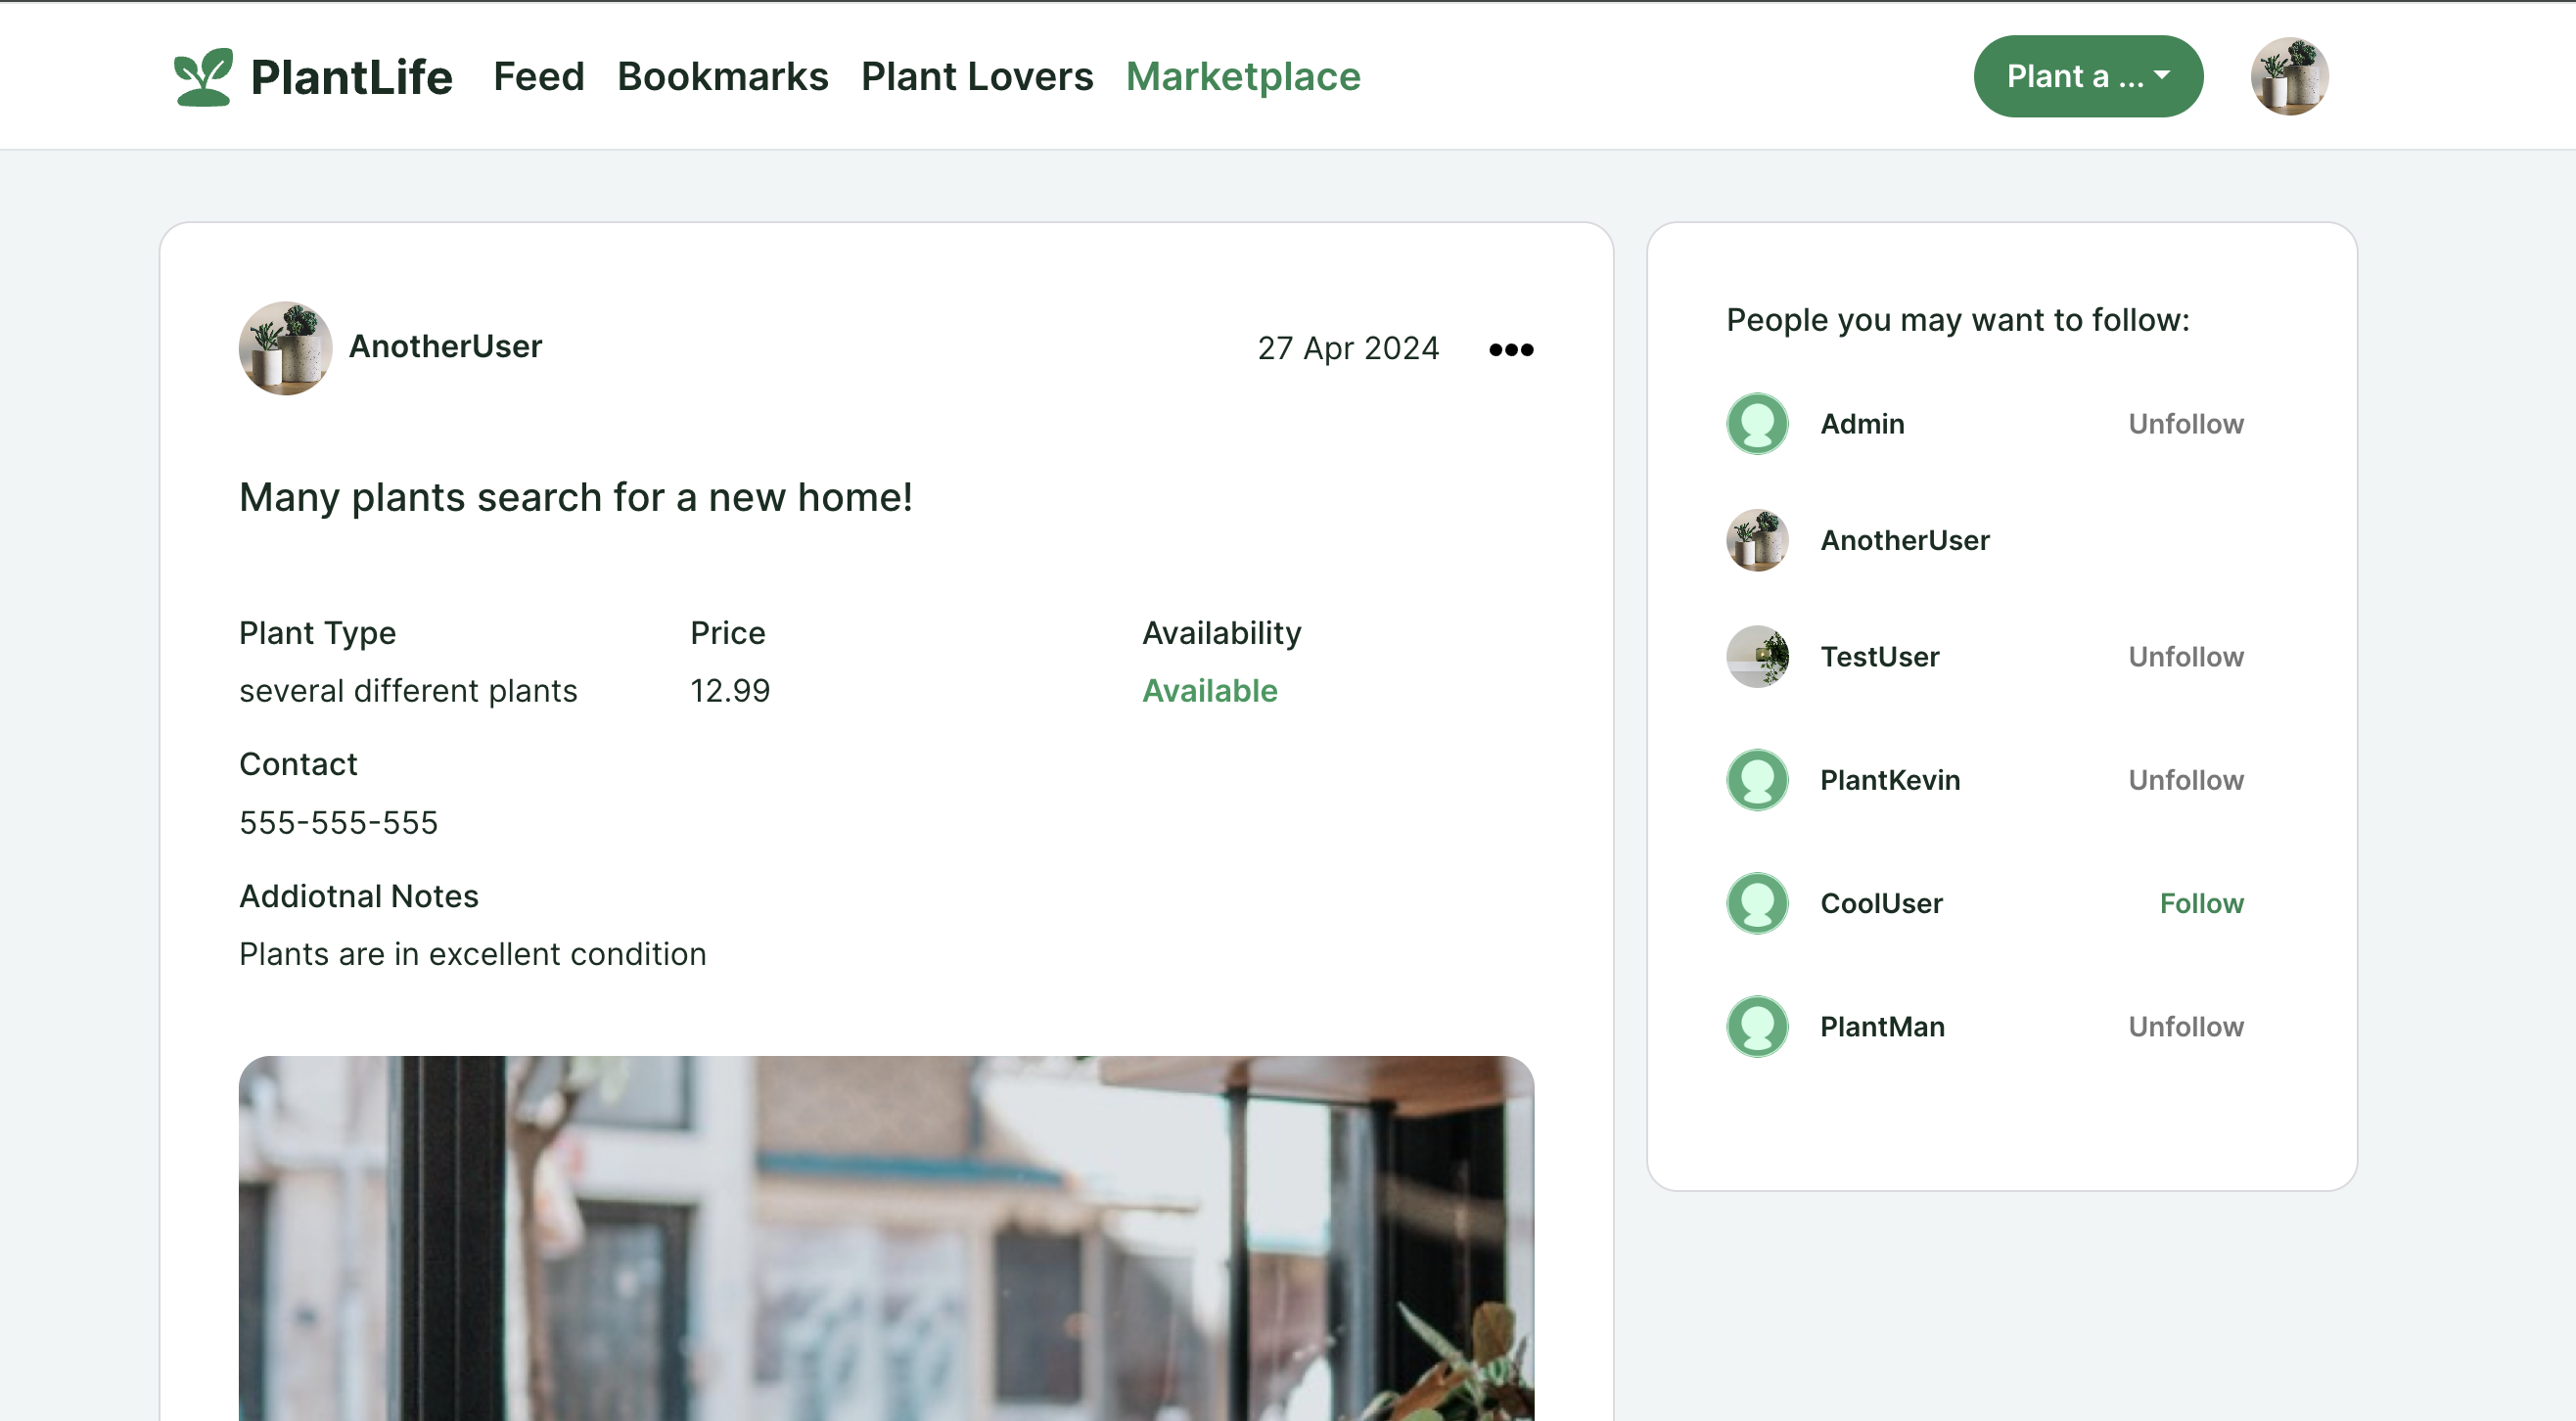 PlantLife Feed Bookmarks Plant Lovers Marketplace Plant a ...
AnotherUser 27 Apr 2024
Many plants search for a new home!
Plant Type Price Availability
several different plants 12.99 Available
Contact
555-555-555
Addiotnal Notes
Plants are in excellent condition
People you may want to follow:
Admin Unfollow
AnotherUser
TestUser Unfollow
PlantKevin Unfollow
CoolUser Follow
PlantMan Unfollow